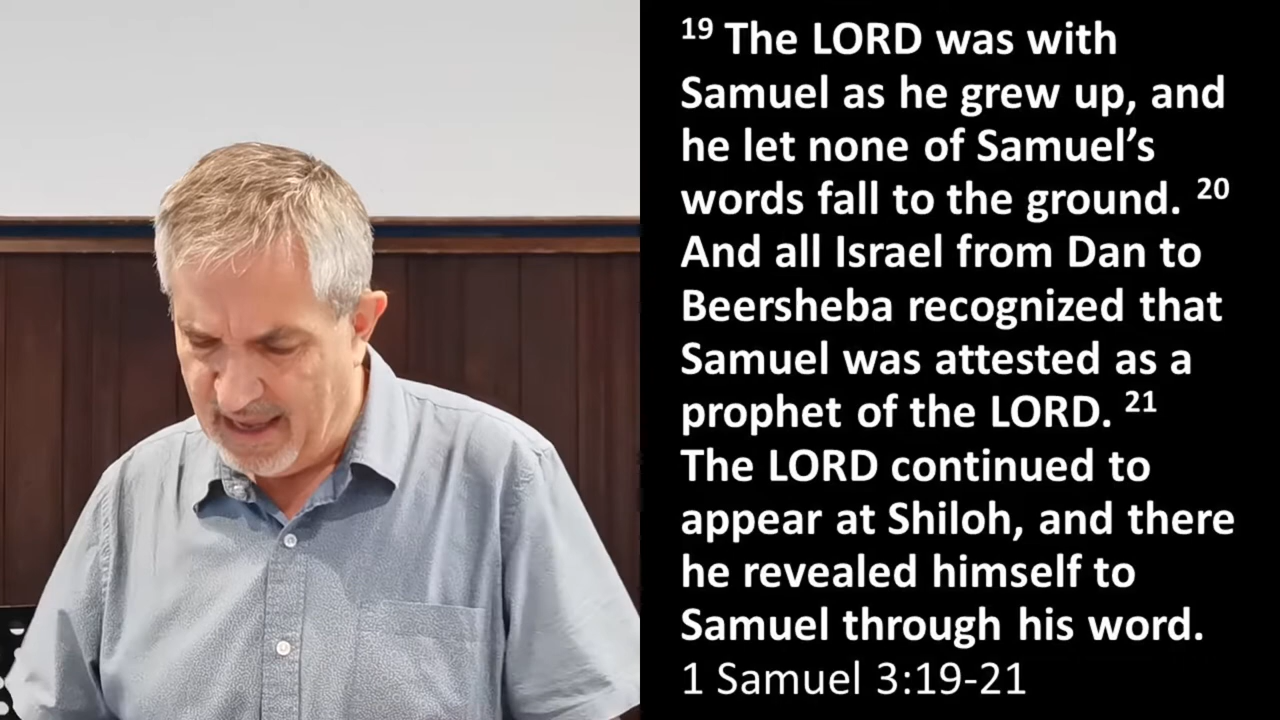 19 The LORD was with
Samuel as he grew up, and
he let none of Samuel’s
words fall to the ground. 20
And all Israel from Dan to
Beersheba recognized that
Samuel was attested as a
prophet of the LORD. 21
The LORD continued to
appear at Shiloh, and there
he revealed himself to
Samuel through his word.
1 Samuel 3:19-21